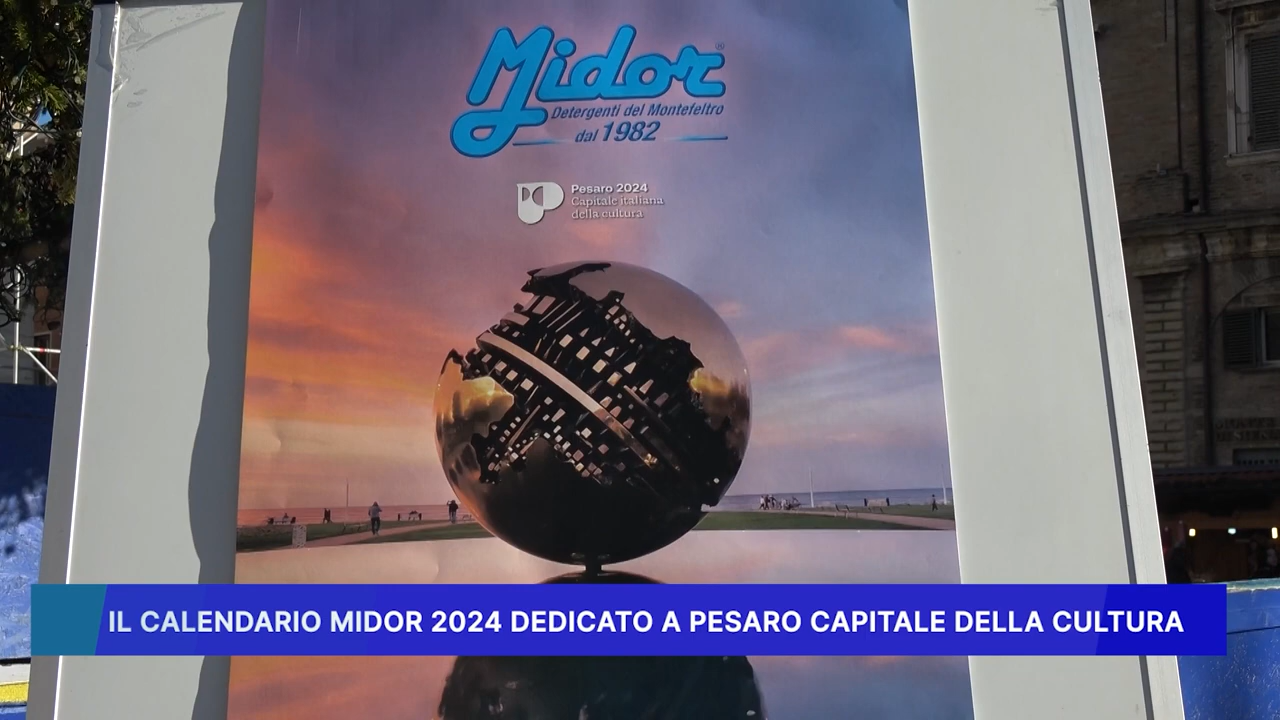 Midor®
Detergenti del Montefeltro
dal 1982
Pesaro 2024
Capitale italiana
della cultura
IL CALENDARIO MIDOR 2024 DEDICATO A PESARO CAPITALE DELLA CULTURA